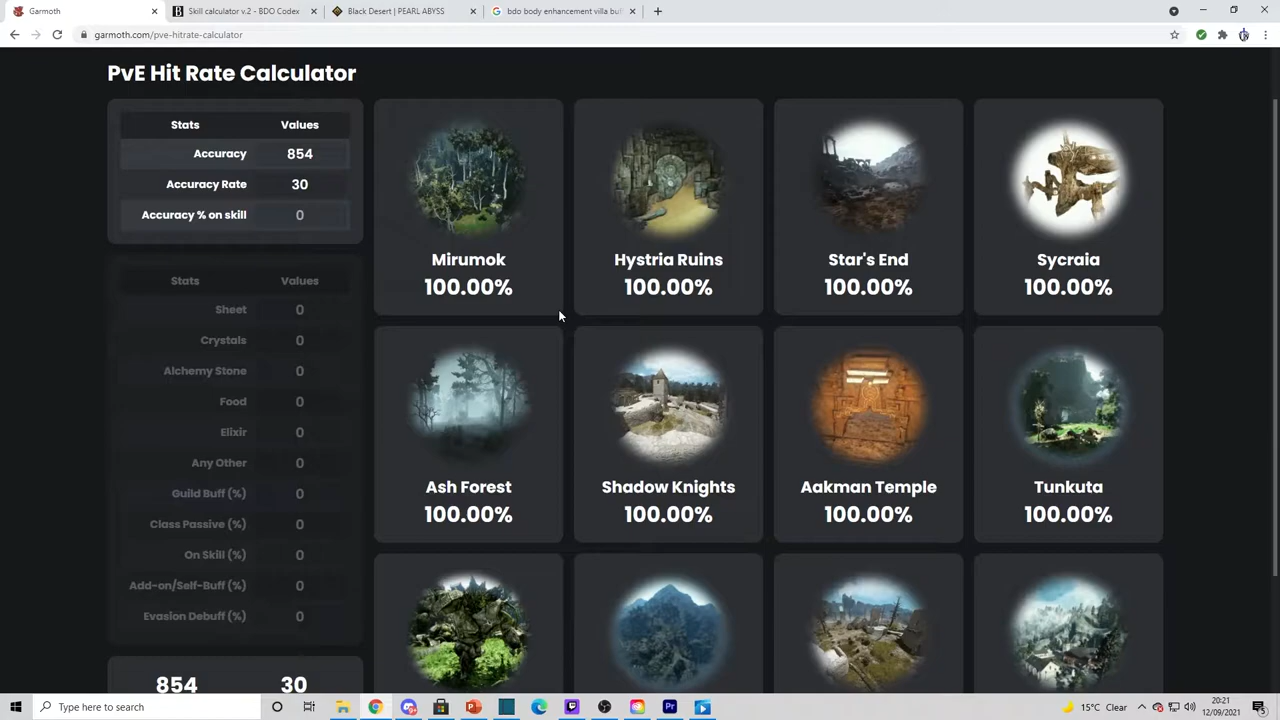 Garmoth
Skill calculator v.2 - BDO Codex
Black Desert | PEARL ABYSS
bdo body enhancement villa buf
garmoth.com/pve-hitrate-calculator
PvE Hit Rate Calculator
Stats Values
Accuracy 854
Accuracy Rate 30
Accuracy % on skill 0
Stats Values
Sheet 0
Crystals 0
Alchemy Stone 0
Food 0
Elixir 0
Any Other 0
Guild Buff (%) 0
Class Passive (%) 0
On Skill (%) 0
Add-on/Self-Buff (%) 0
Evasion Debuff (%) 0
854 30
Mirumok
100.00%
Hystria Ruins
100.00%
Star's End
100.00%
Sycraia
100.00%
Ash Forest
100.00%
Shadow Knights
100.00%
Aakman Temple
100.00%
Tunkuta
100.00%
Type here to search
15°C Clear
20:21
12/09/2021